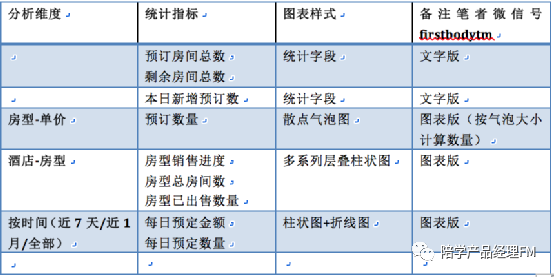 分析维度 统计指标 图表样式 备注笔者微信号
firstbodytm
预订房间总数 统计字段 文字版
剩余房间总数
本日新增预订数 统计字段 文字版
房型-单价 预订数量 散点气泡图 图表版（按气泡大小
计算数量）
酒店-房型 房型销售进度 多系列层叠柱状图 图表版
房型总房间数
房型已出售数量
按时间（近 7 天/近 1 每日预定金额 柱状图+折线图 图表版
月/全部） 每日预定数量
陪学产品经理FM